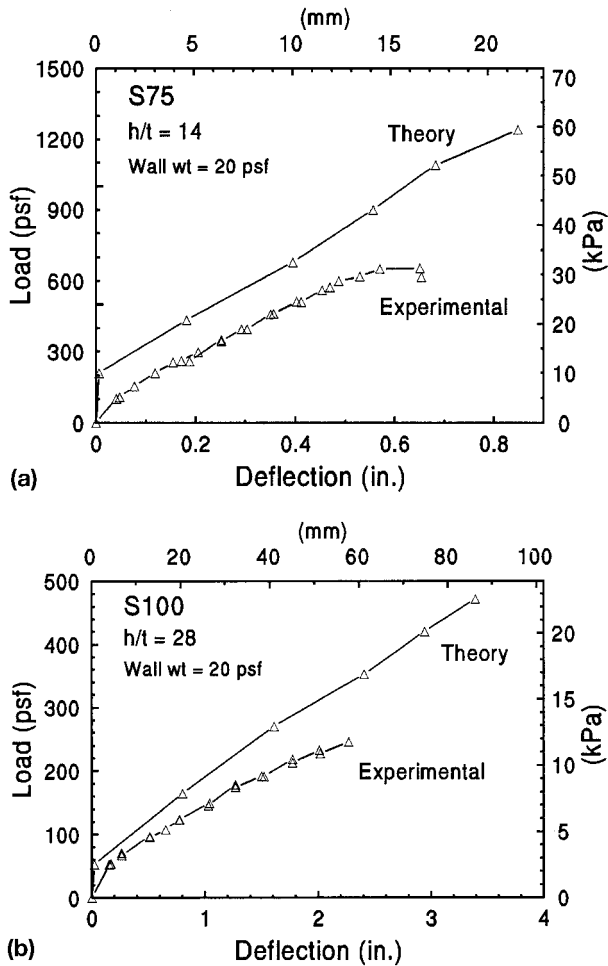 (mm)
0 5 10 15 20
1500
1200
900
600
300
0
Load (psf)
S75
h/t = 14
Wall wt = 20 psf
Theory
Experimental
70
60
50
40
30
20
10
0
(kPa)
0 0.2 0.4 0.6 0.8
Deflection (in.)
(a)
(mm)
0 20 40 60 80 100
500
400
300
200
100
0
Load (psf)
S100
h/t = 28
Wall wt = 20 psf
Theory
Experimental
20
15
10
5
0
(kPa)
0 1 2 3 4
Deflection (in.)
(b)